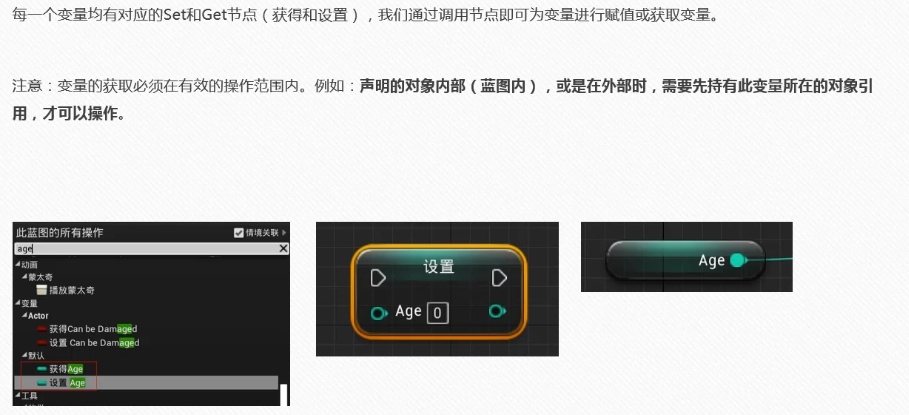 每一个变量均有对应的Set和Get节点（获得和设置），我们通过调用节点即可为变量进行赋值或获取变量。
注意：变量的获取必须在有效的操作范围内。例如：声明的对象内部（蓝图内），或是在外部时，需要先持有此变量所在的对象引
用，才可以操作。
此蓝图的所有操作 情境关联
age
动画
蒙太奇
播放蒙太奇
变量
Actor
获得Can be Damaged
设置 Can be Damaged
默认
获得Age
设置 Age
工具
设置
Age 0
Age